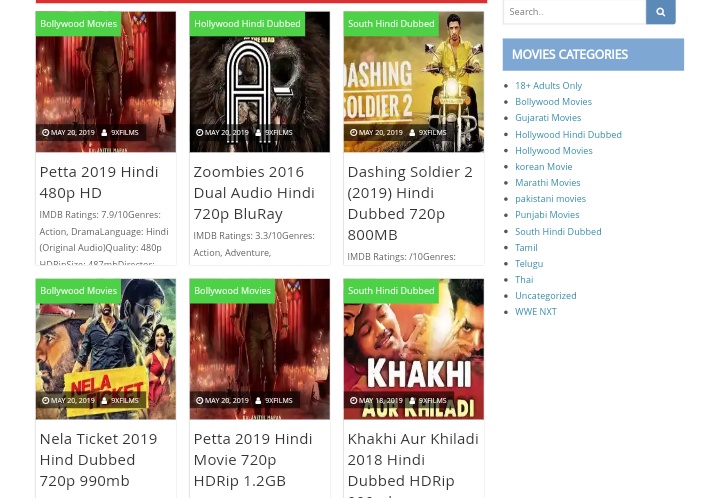 Bollywood Movies
MAY 20, 2019 9XFILMS
Petta 2019 Hindi
480p HD
IMDB Ratings: 7.9/10Genres:
Action, DramaLanguage: Hindi
(Original Audio)Quality: 480p
HDRipSize: 487mbDirector:
Hollywood Hindi Dubbed
OF THE DEAD
MAY 20, 2019 9XFILMS
Zoombies 2016
Dual Audio Hindi
720p BluRay
IMDB Ratings: 3.3/10Genres:
Action, Adventure,
South Hindi Dubbed
DASHING
SOLDIER 2
MAY 20, 2019 9XFILMS
Dashing Soldier 2
(2019) Hindi
Dubbed 720p
800MB
IMDB Ratings: /10Genres:
Bollywood Movies
NELA
TICKET
MAY 20, 2019 9XFILMS
Nela Ticket 2019
Hind Dubbed
720p 990mb
Bollywood Movies
MAY 20, 2019 9XFILMS
Petta 2019 Hindi
Movie 720p
HDRip 1.2GB
South Hindi Dubbed
KHAKHI
AUR KHILADI
MAY 18, 2019 9XFILMS
Khakhi Aur Khiladi
2018 Hindi
Dubbed HDRip
Search..
MOVIES CATEGORIES
18+ Adults Only
Bollywood Movies
Gujarati Movies
Hollywood Hindi Dubbed
Hollywood Movies
korean Movie
Marathi Movies
pakistani movies
Punjabi Movies
South Hindi Dubbed
Tamil
Telugu
Thai
Uncategorized
WWE NXT